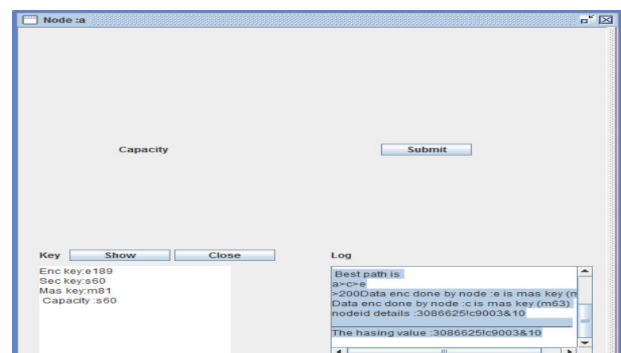 Node :a
Capacity
Submit
Key
Show
Close
Enc key:e189
Sec key:s60
Mas key:m81
Capacity :s60
Log
Best path is
a>c>e
>200Data enc done by node :e is mas key (m
Data enc done by node :c is mas key (m63)
nodeid details :3086625!c9003&10
The hasing value :3086625!c9003&10